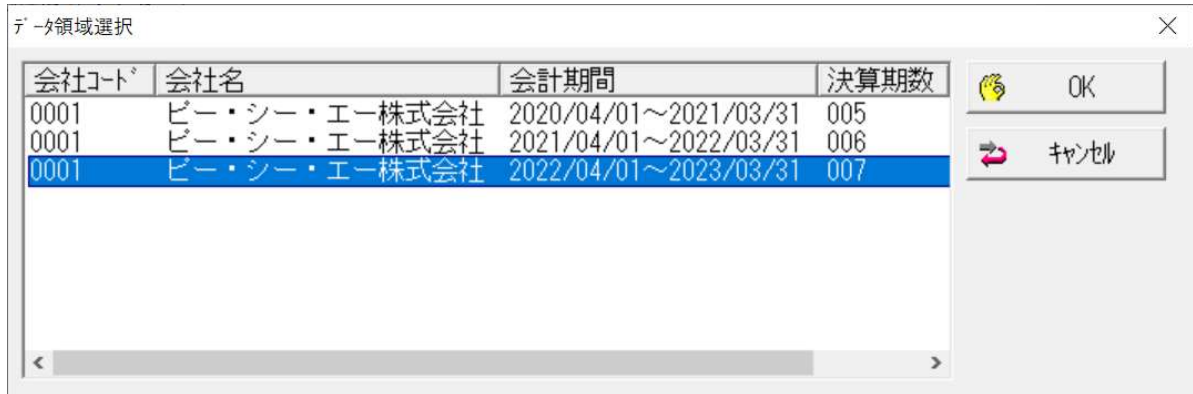 データ領域選択
会社コード 会社名 会計期間 決算期数
0001 ピー・シー・エー株式会社 2020/04/01～2021/03/31 005
0001 ピー・シー・エー株式会社 2021/04/01～2022/03/31 006
0001 ピー・シー・エー株式会社 2022/04/01～2023/03/31 007
OK
キャンセル